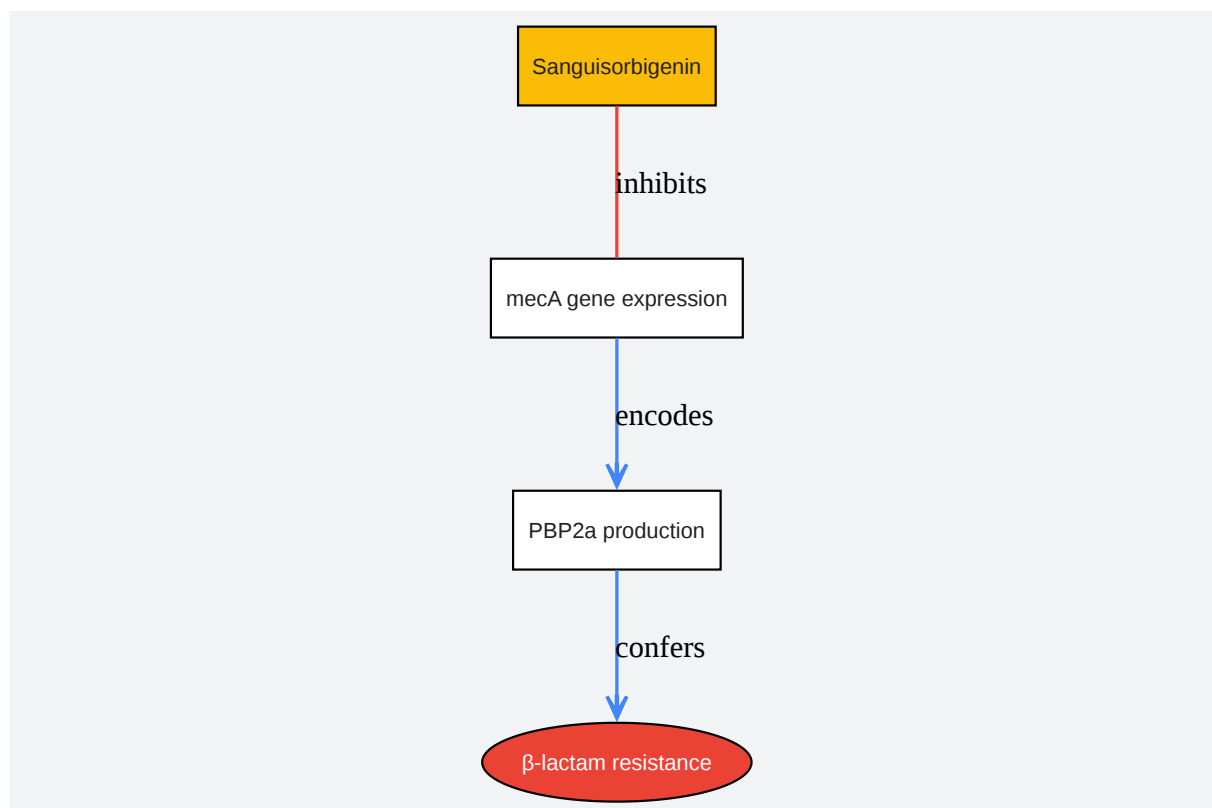 Sanguisorbigenin
inhibits
mecA gene expression
encodes
PBP2a production
confers
β-lactam resistance